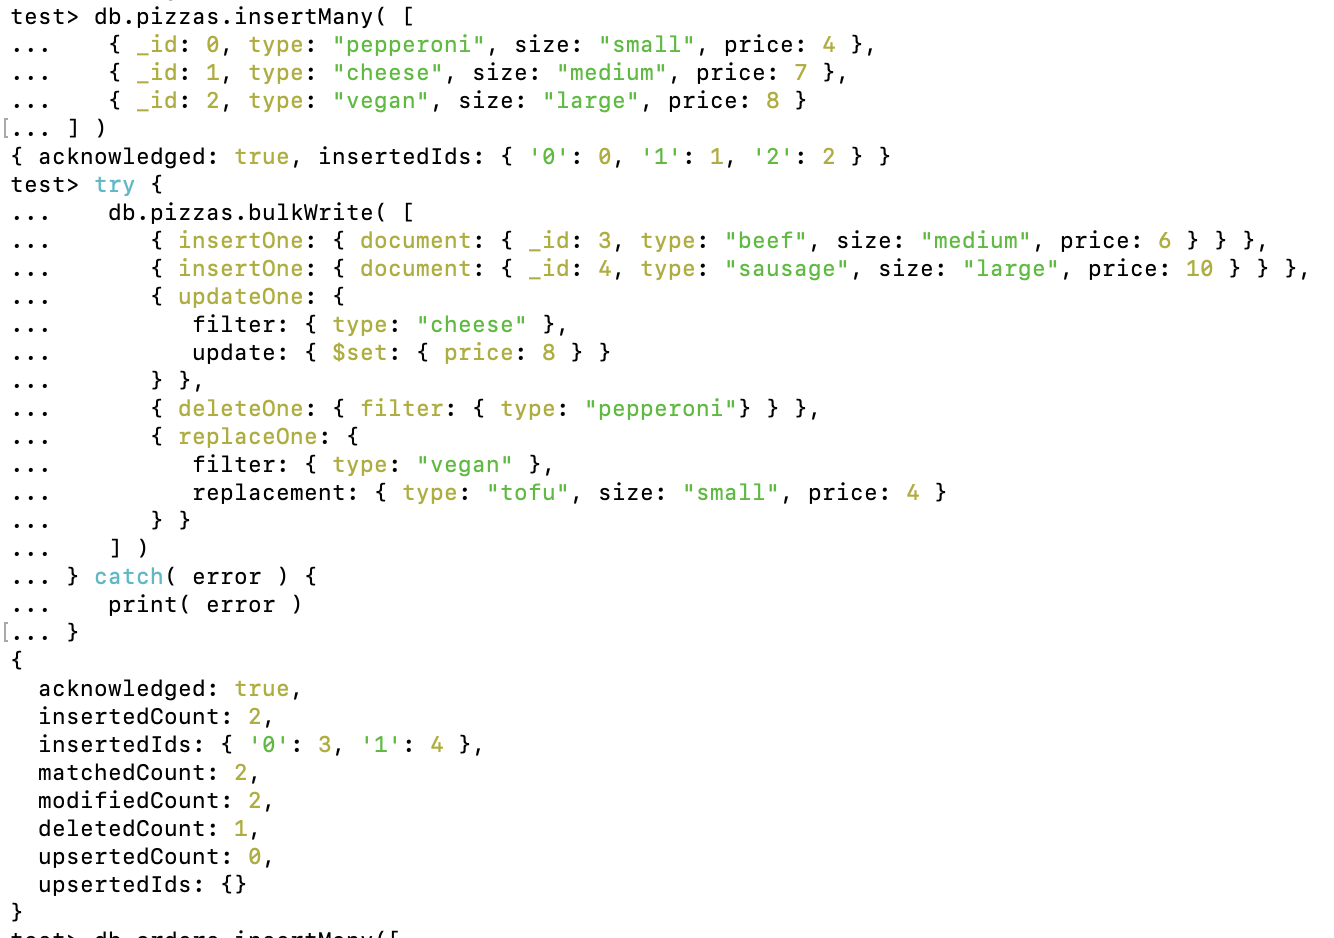 test> db.pizzas.insertMany( [
...    { _id: 0, type: "pepperoni", size: "small", price: 4 },
...    { _id: 1, type: "cheese", size: "medium", price: 7 },
...    { _id: 2, type: "vegan", size: "large", price: 8 }
[... ] )
{ acknowledged: true, insertedIds: { '0': 0, '1': 1, '2': 2 } }
test> try {
...    db.pizzas.bulkWrite( [
...       { insertOne: { document: { _id: 3, type: "beef", size: "medium", price: 6 } } },
...       { insertOne: { document: { _id: 4, type: "sausage", size: "large", price: 10 } } },
...       { updateOne: {
...          filter: { type: "cheese" },
...          update: { $set: { price: 8 } }
...       } },
...       { deleteOne: { filter: { type: "pepperoni"} } },
...       { replaceOne: {
...          filter: { type: "vegan" },
...          replacement: { type: "tofu", size: "small", price: 4 }
...       } }
...    ] )
... } catch( error ) {
...    print( error )
[... }
{
  acknowledged: true,
  insertedCount: 2,
  insertedIds: { '0': 3, '1': 4 },
  matchedCount: 2,
  modifiedCount: 2,
  deletedCount: 1,
  upsertedCount: 0,
  upsertedIds: {}
}
test> db.orders.insertMany([